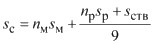 s_c = n_м s_м + (n_р s_р + s_ств) / 9